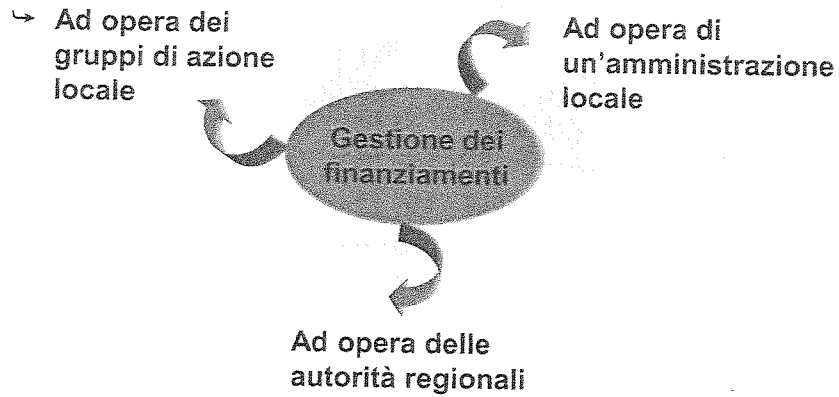 Ad opera dei
gruppi di azione
locale
Ad opera di
un'amministrazione
locale
Gestione dei
finanziamenti
Ad opera delle
autorità regionali